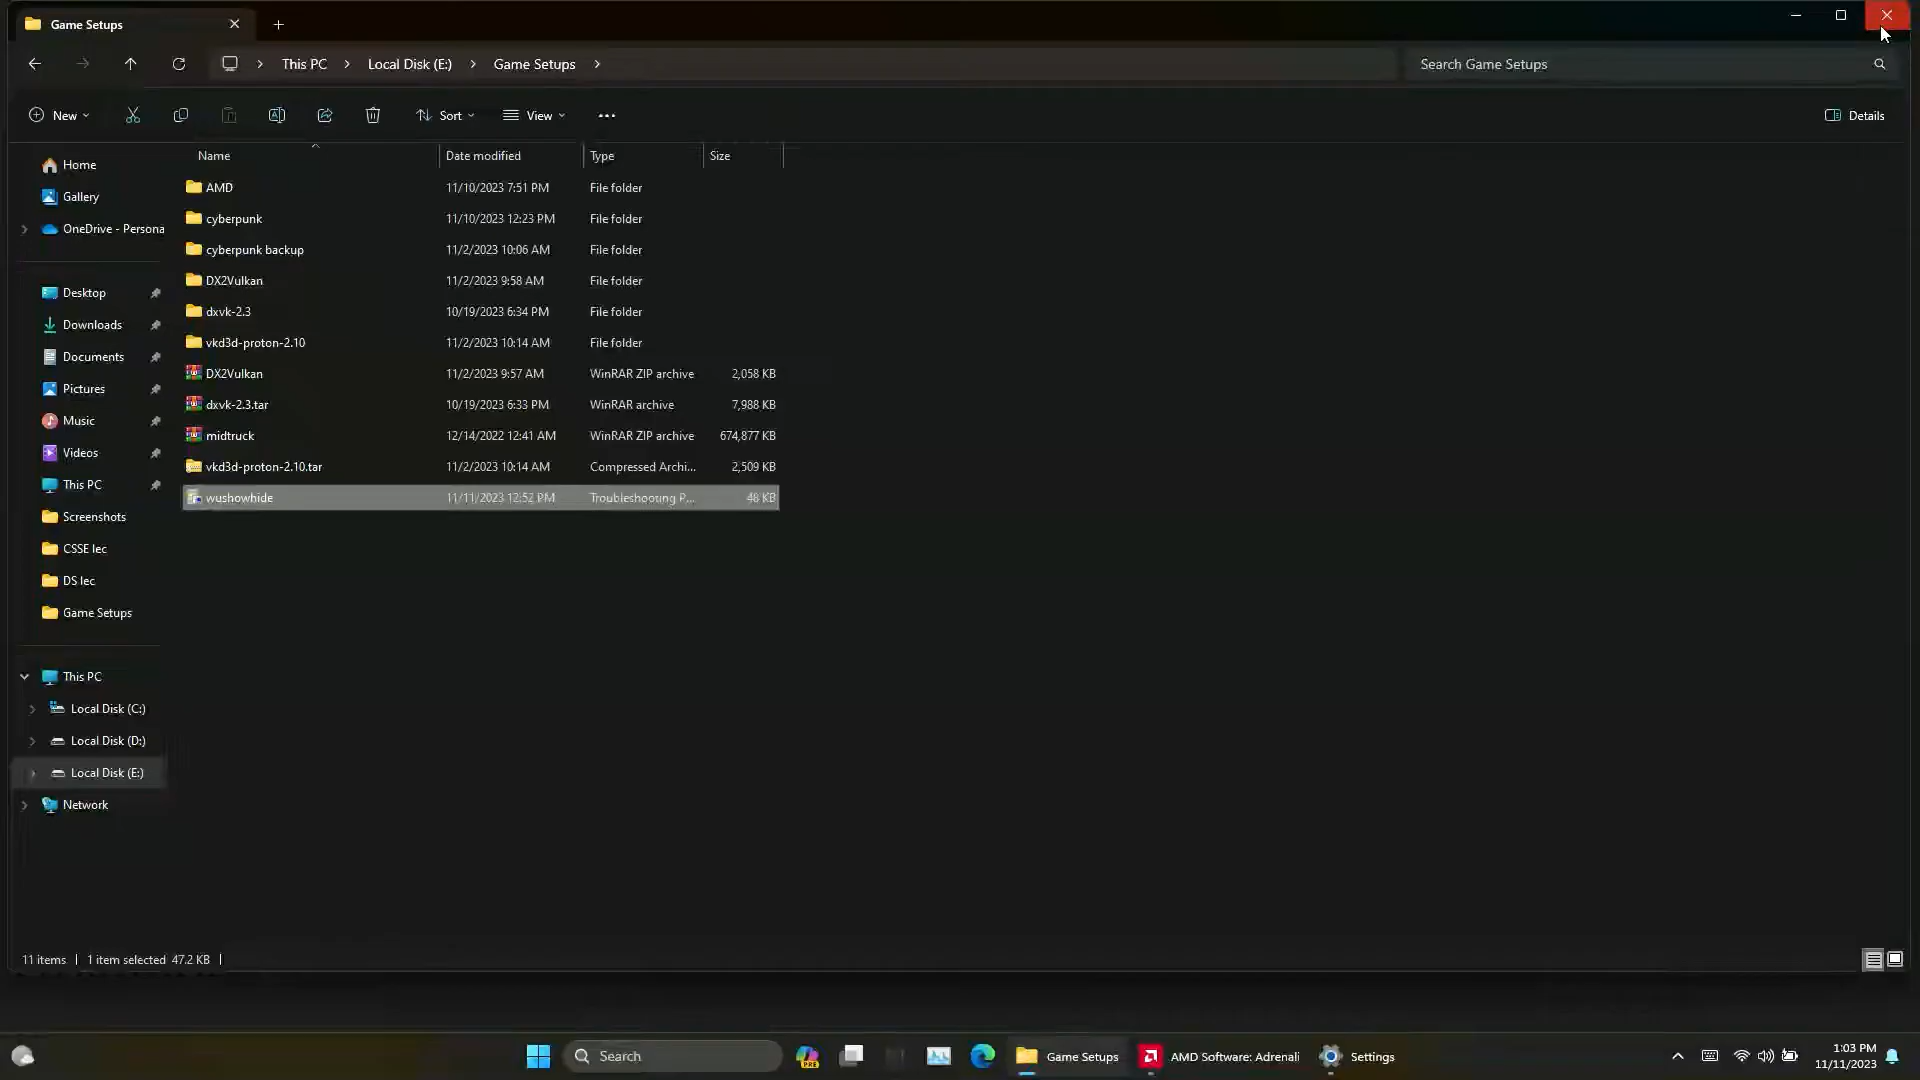 Game Setups
This PC
Local Disk (E:)
Game Setups
Search Game Setups
New
Sort
View
Details
Name
Date modified
Type
Size
Home
Gallery
OneDrive - Persona
Desktop
Downloads
Documents
Pictures
Music
Videos
This PC
Screenshots
CSSE lec
DS lec
Game Setups
This PC
Local Disk (C:)
Local Disk (D:)
Local Disk (E:)
Network
AMD 11/10/2023 7:51 PM File folder
cyberpunk 11/10/2023 12:23 PM File folder
cyberpunk backup 11/2/2023 10:06 AM File folder
DX2Vulkan 11/2/2023 9:58 AM File folder
dxvk-2.3 10/19/2023 6:34 PM File folder
vkd3d-proton-2.10 11/2/2023 10:14 AM File folder
DX2Vulkan 11/2/2023 9:57 AM WinRAR ZIP archive 2,058 KB
dxvk-2.3.tar 10/19/2023 6:33 PM WinRAR archive 7,988 KB
midtruck 12/14/2022 12:41 AM WinRAR ZIP archive 674,877 KB
vkd3d-proton-2.10.tar 11/2/2023 10:14 AM Compressed Archi... 2,509 KB
wushowhide 11/11/2023 12:52 PM Troubleshooting P... 48 KB
11 items 1 item selected 47.2 KB
Search
PRE
Game Setups
AMD Software: Adrenali
Settings
1:03 PM
11/11/2023